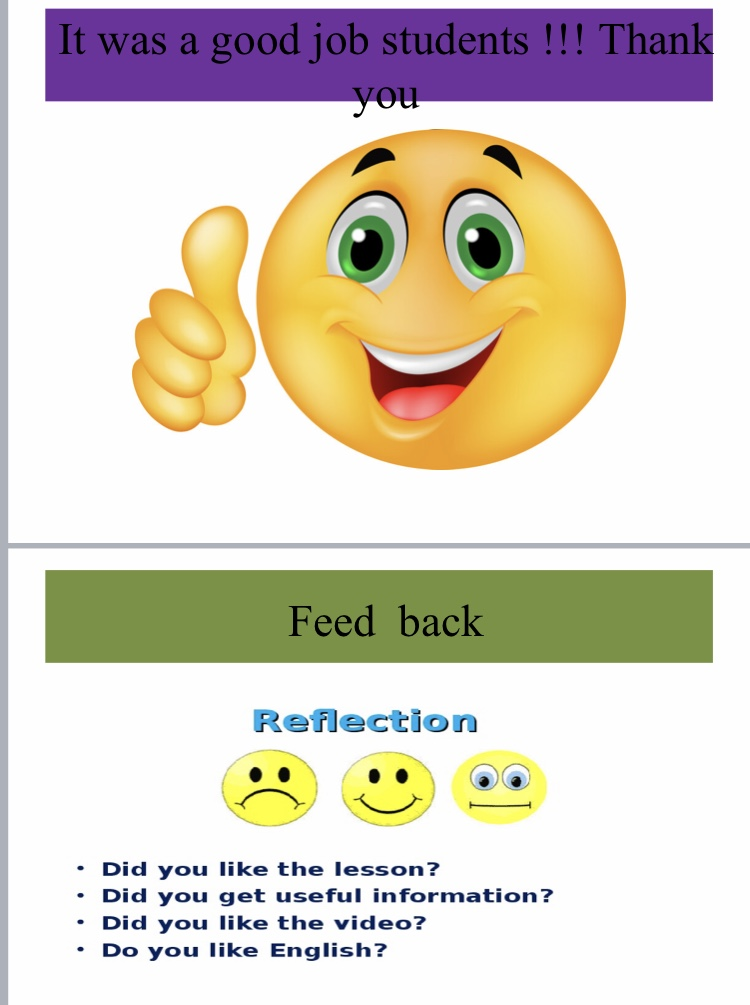 It was a good job students !!! Thank
you
Feed  back
Reflection
• Did you like the lesson?
• Did you get useful information?
• Did you like the video?
• Do you like English?